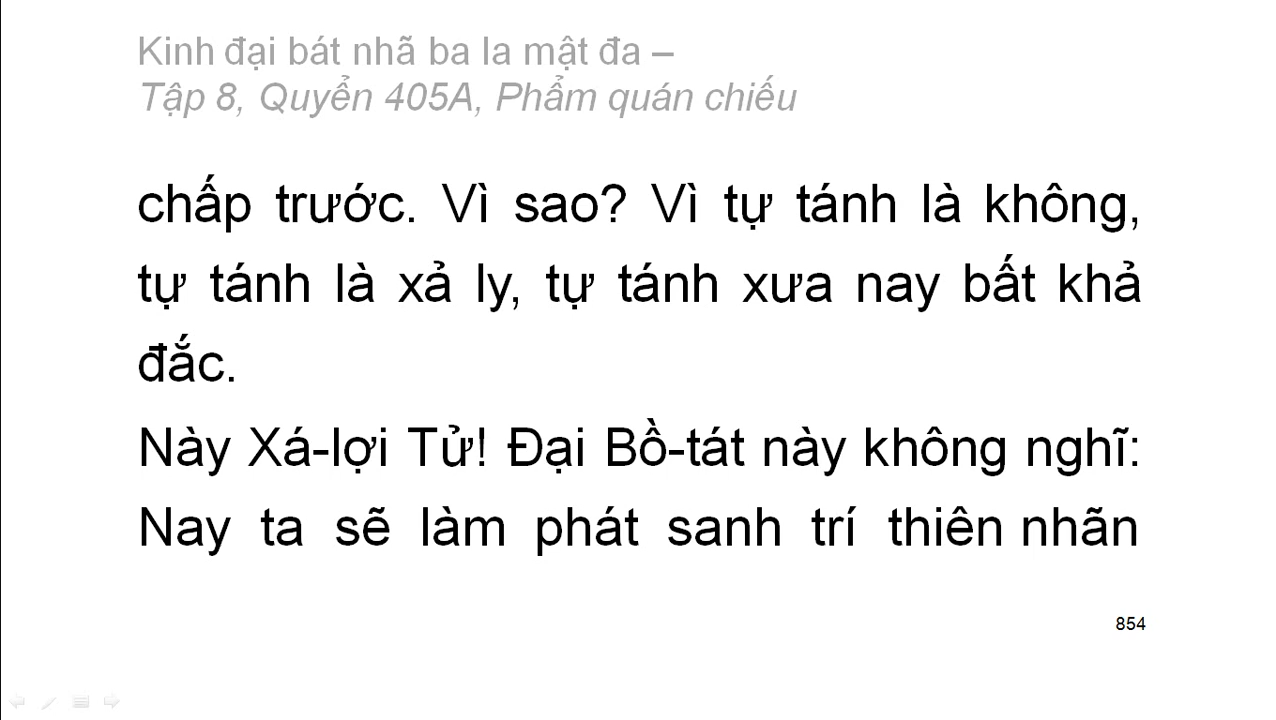 Kinh đại bát nhã ba la mật đa –
Tập 8, Quyển 405A, Phẩm quán chiếu
chấp trước. Vì sao? Vì tự tánh là không,
tự tánh là xả ly, tự tánh xưa nay bất khả
đắc.
Này Xá-lợi Tử! Đại Bồ-tát này không nghĩ:
Nay ta sẽ làm phát sanh trí thiên nhãn
854